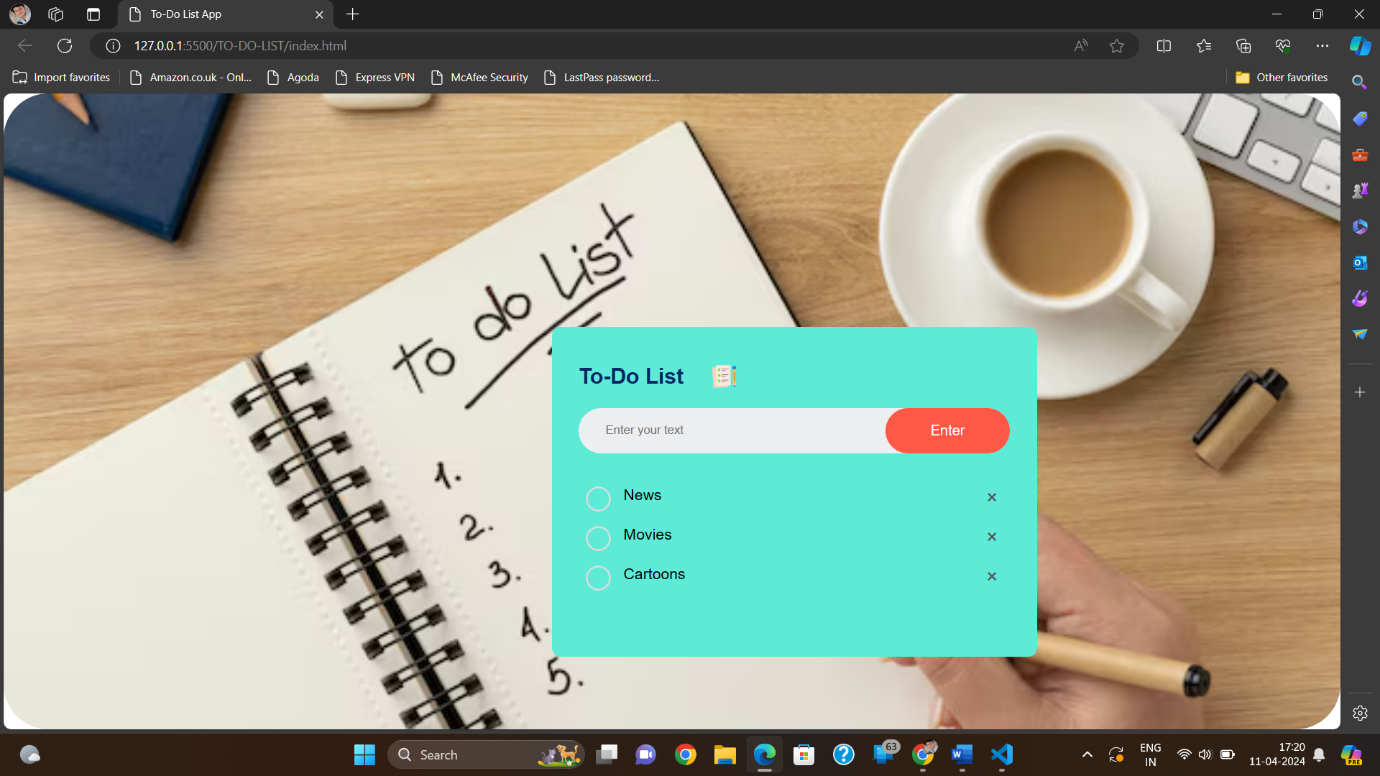 To-Do List App
127.0.0.1:5500/TO-DO-LIST/index.html
Import favorites
Amazon.co.uk - Onl...
Agoda
Express VPN
McAfee Security
LastPass password...
Other favorites
to do List
1.
2.
3.
4.
5.
To-Do List
Enter your text
Enter
News
Movies
Cartoons
Search
63
ENG
IN
17:20
11-04-2024
PRE